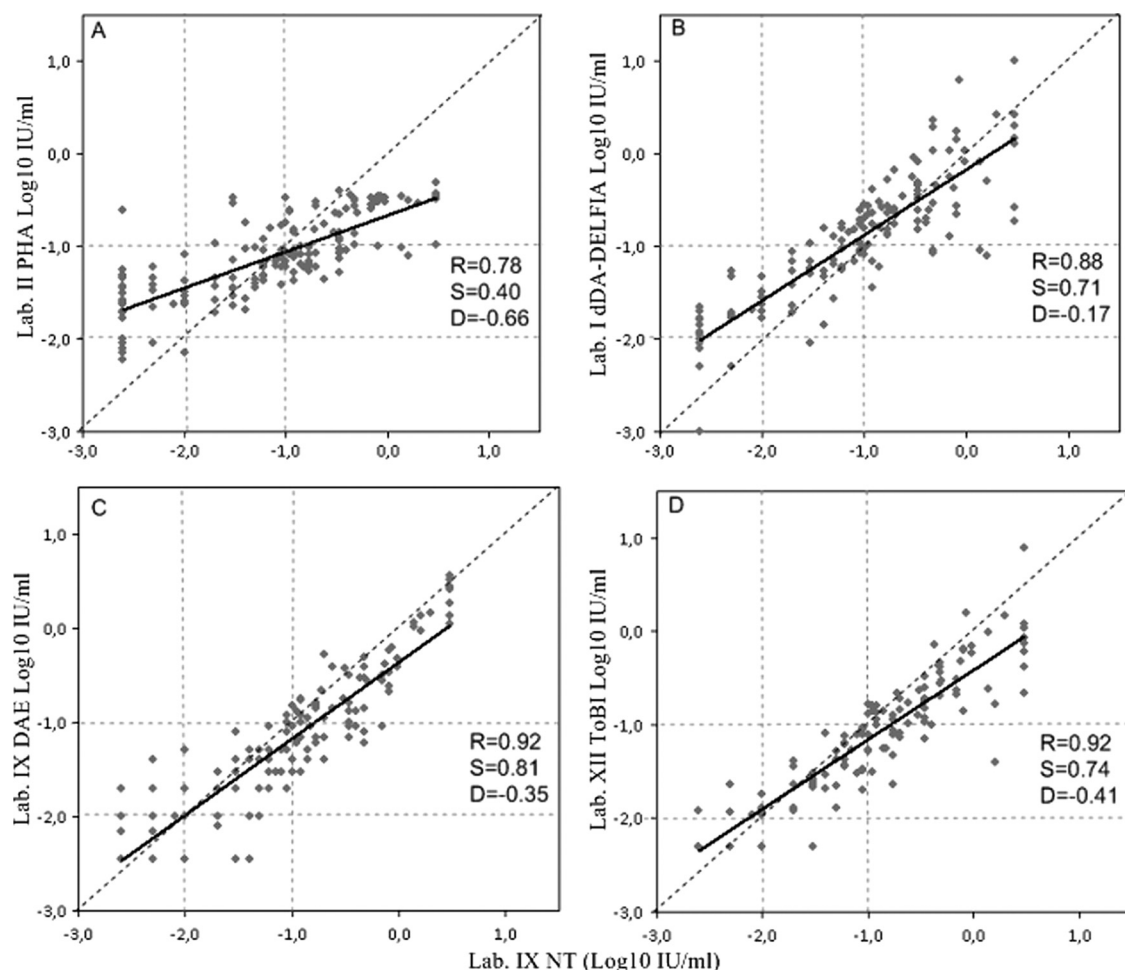 A
Lab. II PHA Log10 IU/ml
1,0
0,0
-1,0
-2,0
-3,0
R=0.78
S=0.40
D=-0.66
-3,0 -2,0 -1,0 0,0 1,0
B
Lab. I dDA-DELFIA Log10 IU/ml
1,0
0,0
-1,0
-2,0
-3,0
R=0.88
S=0.71
D=-0.17
-3,0 -2,0 -1,0 0,0 1,0
C
Lab. IX DAE Log10 IU/ml
1,0
0,0
-1,0
-2,0
-3,0
R=0.92
S=0.81
D=-0.35
-3,0 -2,0 -1,0 0,0 1,0
D
Lab. XII ToBI Log10 IU/ml
1,0
0,0
-1,0
-2,0
-3,0
R=0.92
S=0.74
D=-0.41
-3,0 -2,0 -1,0 0,0 1,0
Lab. IX NT (Log10 IU/ml)